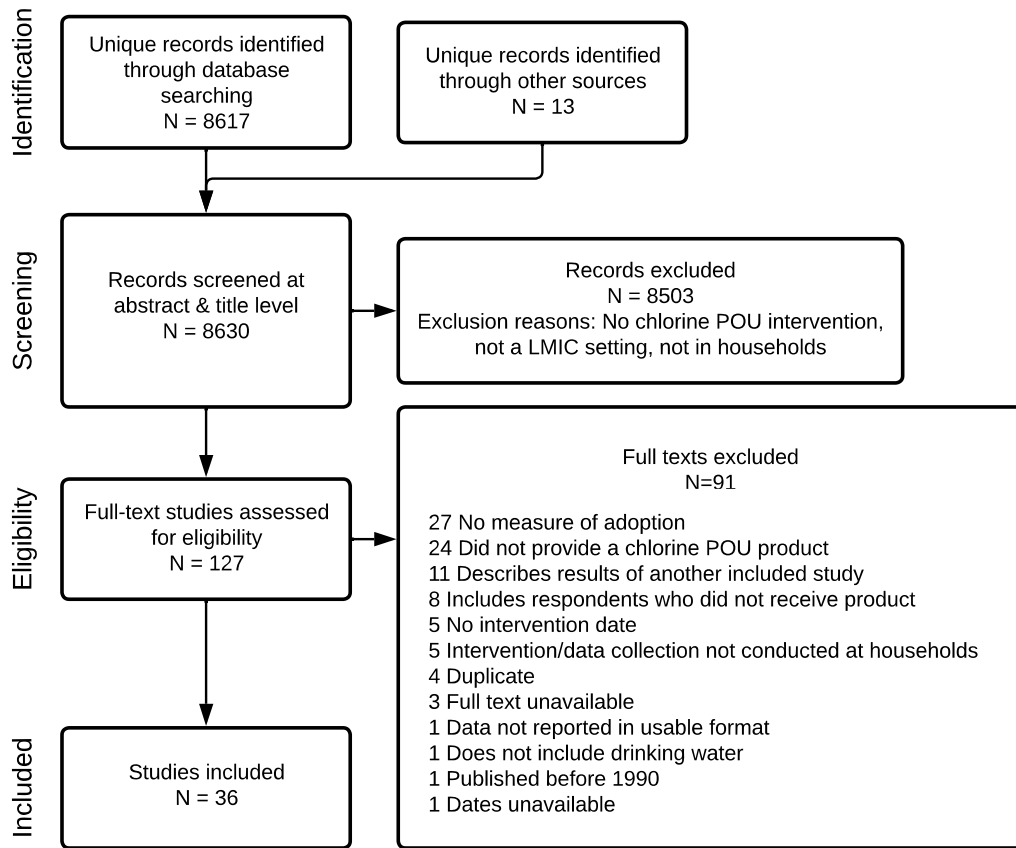 Identification
Unique records identified
through database
searching
N = 8617
Unique records identified
through other sources
N = 13
Screening
Records screened at
abstract & title level
N = 8630
Records excluded
N = 8503
Exclusion reasons: No chlorine POU intervention,
not a LMIC setting, not in households
Eligibility
Full-text studies assessed
for eligibility
N = 127
Full texts excluded
N=91
27 No measure of adoption
24 Did not provide a chlorine POU product
11 Describes results of another included study
8 Includes respondents who did not receive product
5 No intervention date
5 Intervention/data collection not conducted at households
4 Duplicate
3 Full text unavailable
1 Data not reported in usable format
1 Does not include drinking water
1 Published before 1990
1 Dates unavailable
Included
Studies included
N = 36